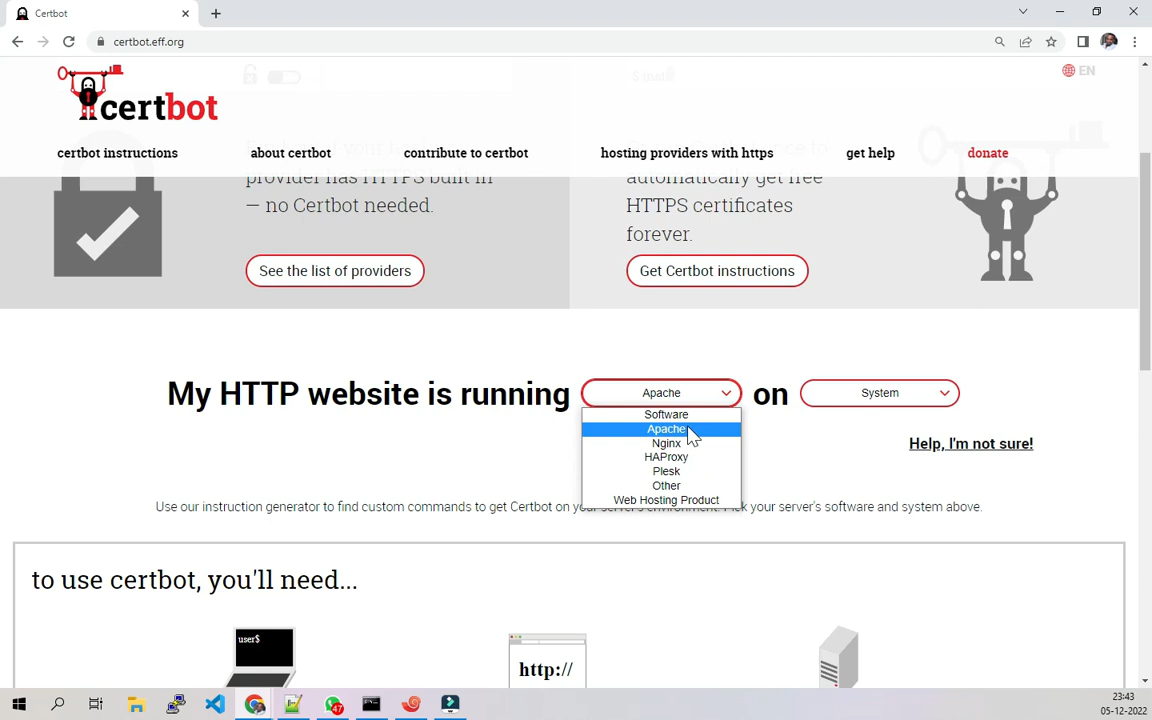 Certbot
certbot.eff.org
EN
certbot
certbot instructions
about certbot
contribute to certbot
hosting providers with https
get help
donate
provider has HTTPS built in
— no Certbot needed.
See the list of providers
automatically get free
HTTPS certificates
forever.
Get Certbot instructions
My HTTP website is running
Apache
on
System
Software
Apache
Nginx
HAProxy
Plesk
Other
Web Hosting Product
Help, I'm not sure!
Use our instruction generator to find custom commands to get Certbot on your server's environment. Pick your server's software and system above.
to use certbot, you'll need...
user$
http://
47
23:43
05-12-2022